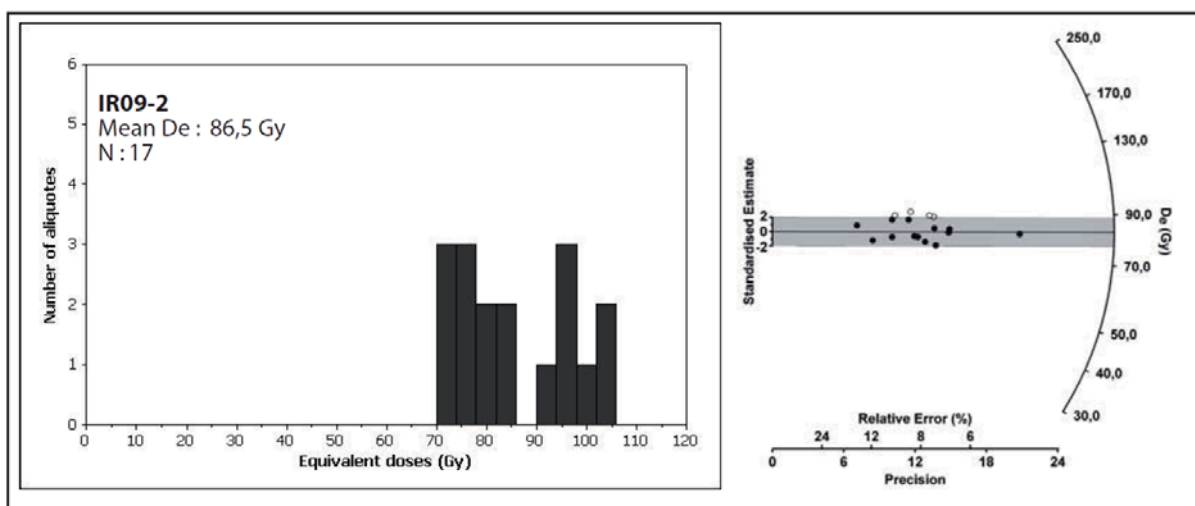 6
5
4
3
2
1
0
Number of aliquotes
IR09-2
Mean De : 86,5 Gy
N : 17
0 10 20 30 40 50 60 70 80 90 100 110 120
Equivalent doses (Gy)
250,0
170,0
130,0
90,0
70,0
50,0
40,0
30,0
De (Gy)
Standardised Estimate
2
0
-2
Relative Error (%)
24 12 8 6
0 6 12 18 24
Precision